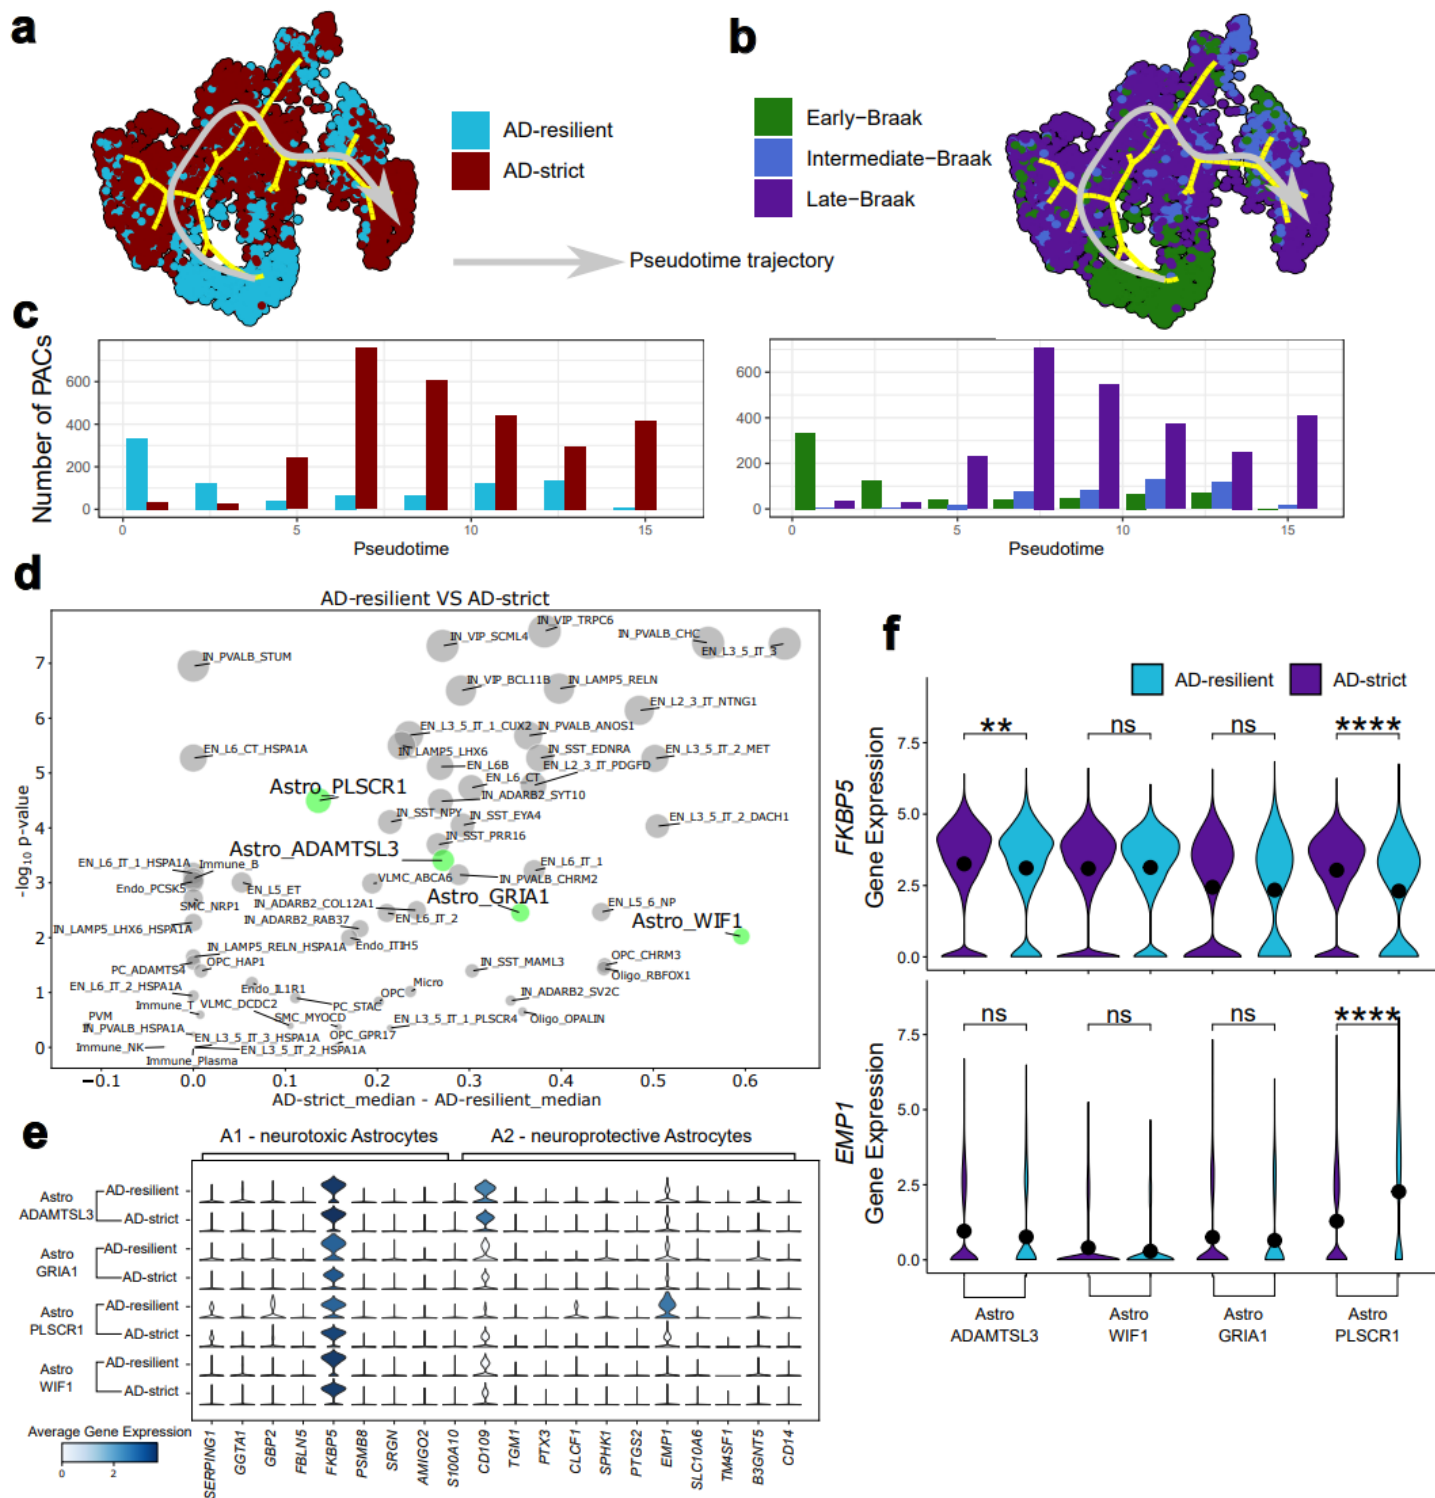 a
AD-resilient
AD-strict
b
Early-Braak
Intermediate-Braak
Late-Braak
Pseudotime trajectory
c
Number of PACs
600
400
200
0
0
5
10
15
Pseudotime
600
400
200
0
0
5
10
15
Pseudotime
d
AD-resilient VS AD-strict
-log10 p-value
7
6
5
4
3
2
1
0
IN_VIP_TRPC6
IN_VIP_SCML4
IN_PVALB_CHC
EN_L3_5_IT_3
IN_PVALB_STUM
IN_VIP_BCL11B
IN_LAMP5_RELN
EN_L2_3_IT_NTNG1
EN_L3_5_IT_1_CUX2
IN_PVALB_ANOS1
EN_L6_CT_HSPA1A
IN_LAMP5_LHX6
IN_SST_EDNRA
EN_L3_5_IT_2_MET
EN_L6B
EN_L2_3_IT_PDGFD
EN_L6_CT
Astro_PLSCR1
IN_ADARB2_SYT10
IN_SST_NPY
IN_SST_EYA4
EN_L3_5_IT_2_DACH1
IN_SST_PRR16
Astro_ADAMTSL3
EN_L6_IT_1_HSPA1A
Immune_B
EN_L6_IT_1
Endo_PCSK5
EN_L5_ET
VLMC_ABCA6
IN_PVALB_CHRM2
SMC_NRP1
IN_ADARB2_COL12A1
Astro_GRIA1
EN_L5_6_NP
IN_LAMP5_LHX6_HSPA1A
IN_ADARB2_RAB37
EN_L6_IT_2
Astro_WIF1
IN_LAMP5_RELN_HSPA1A
Endo_ITIH5
PC_ADAMTS4
OPC_HAP1
IN_SST_MAML3
OPC_CHRM3
Oligo_RBFOX1
EN_L6_IT_2_HSPA1A
Endo_IL1R1
Micro
Immune_T
VLMC_DCDC2
PC_STAC
OPC
IN_ADARB2_SV2C
PVM
SMC_MYOCD
EN_L3_5_IT_1_PLSCR4
Oligo_OPALIN
IN_PVALB_HSPA1A
EN_L3_5_IT_3_HSPA1A
OPC_GPR17
Immune_NK
EN_L3_5_IT_2_HSPA1A
Immune_Plasma
−0.1
0.0
0.1
0.2
0.3
0.4
0.5
0.6
AD-strict_median - AD-resilient_median
e
A1 - neurotoxic Astrocytes
A2 - neuroprotective Astrocytes
Astro
ADAMTSL3
AD-resilient
AD-strict
Astro
GRIA1
AD-resilient
AD-strict
Astro
PLSCR1
AD-resilient
AD-strict
Astro
WIF1
AD-resilient
AD-strict
Average Gene Expression
0
2
SERPING1
GGTA1
GBP2
FBLN5
FKBP5
PSMB8
SRGN
AMIGO2
S100A10
CD109
TGM1
PTX3
CLCF1
SPHK1
PTGS2
EMP1
SLC10A6
TM4SF1
B3GNT5
CD14
f
AD-resilient
AD-strict
FKBP5
Gene Expression
7.5
5.0
2.5
0.0
**
ns
ns
****
EMP1
Gene Expression
7.5
5.0
2.5
0.0
ns
ns
ns
****
Astro
ADAMTSL3
Astro
WIF1
Astro
GRIA1
Astro
PLSCR1